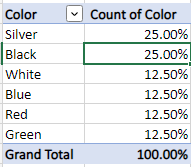 Color Count of Color
Silver 25.00%
Black 25.00%
White 12.50%
Blue 12.50%
Red 12.50%
Green 12.50%
Grand Total 100.00%